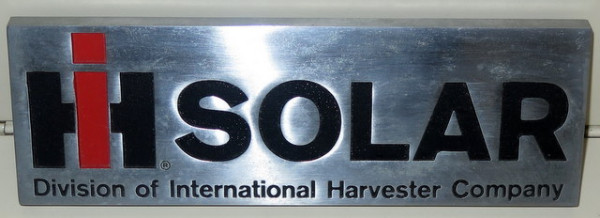 IH® SOLAR
Division of International Harvester Company